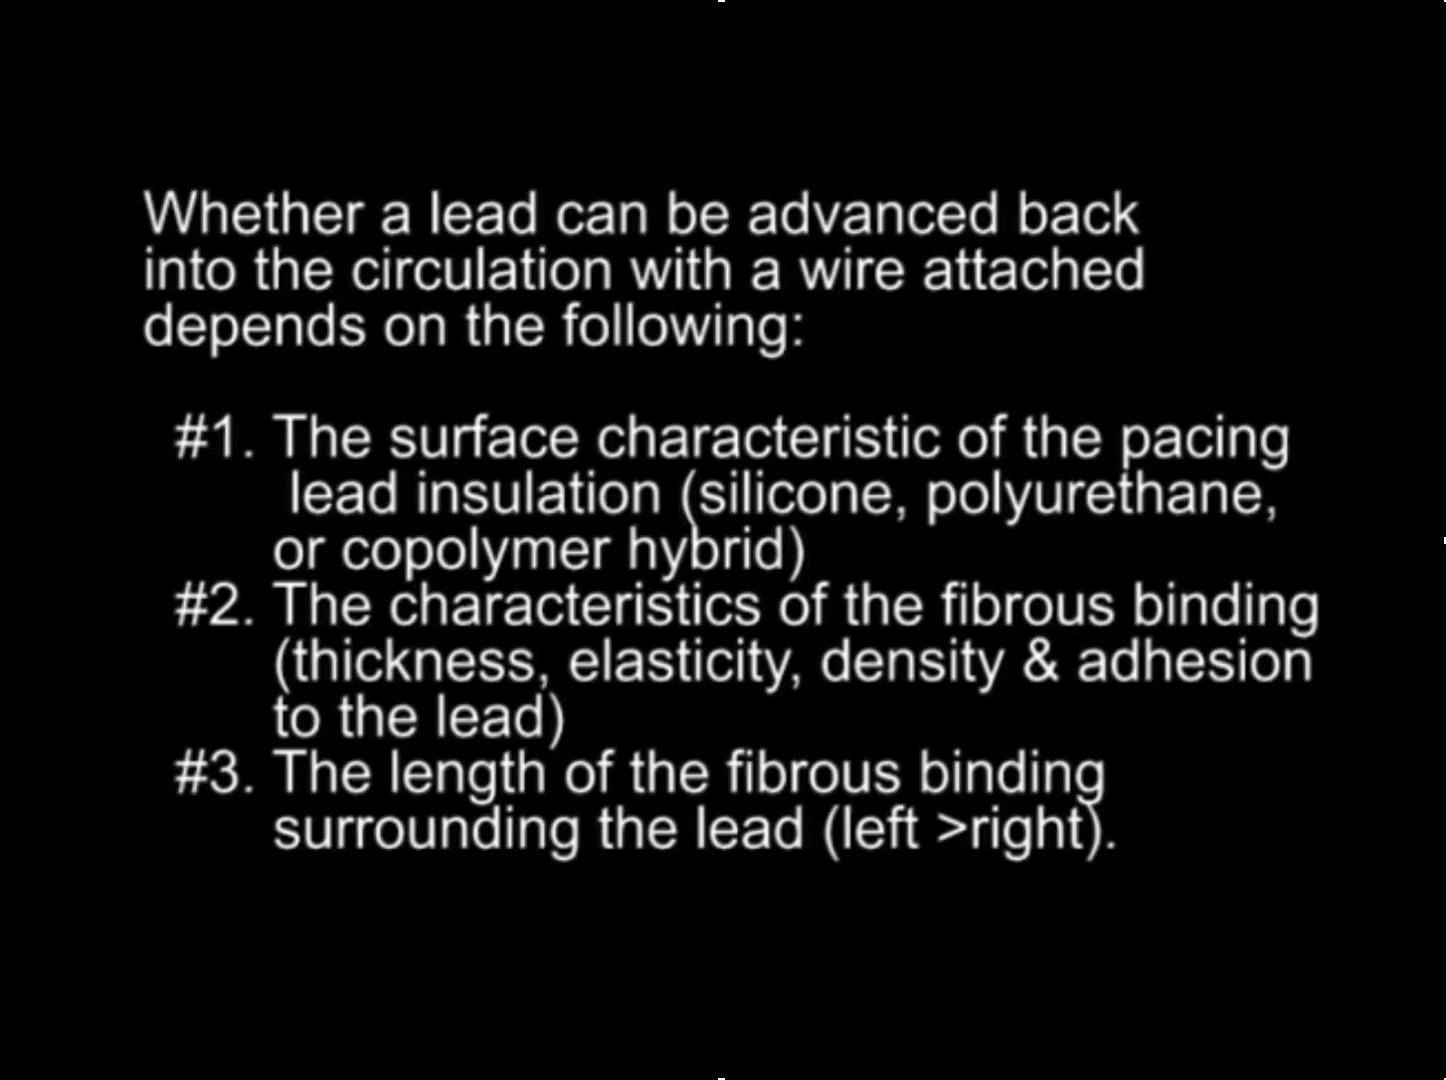 Whether a lead can be advanced back
into the circulation with a wire attached
depends on the following:
#1. The surface characteristic of the pacing
lead insulation (silicone, polyurethane,
or copolymer hybrid)
#2. The characteristics of the fibrous binding
(thickness, elasticity, density & adhesion
to the lead)
#3. The length of the fibrous binding
surrounding the lead (left >right).